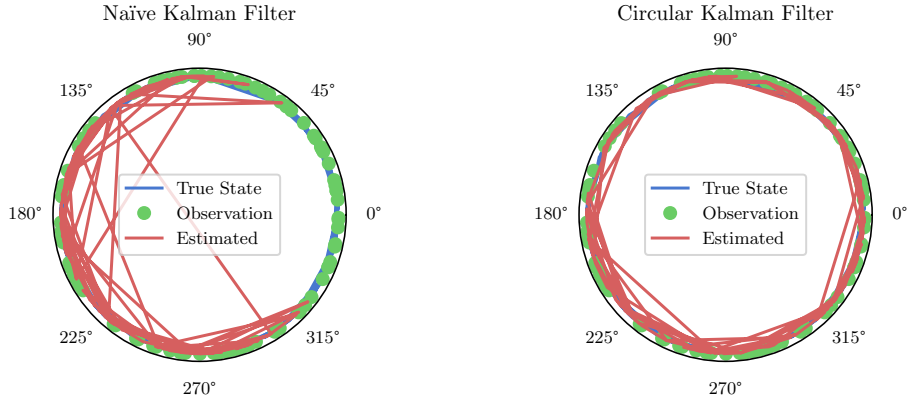 Naïve Kalman Filter
90°
135°
45°
True State
180°
Observation
0°
Estimated
225°
315°
270°
Circular Kalman Filter
90°
135°
45°
True State
180°
Observation
0°
Estimated
225°
315°
270°